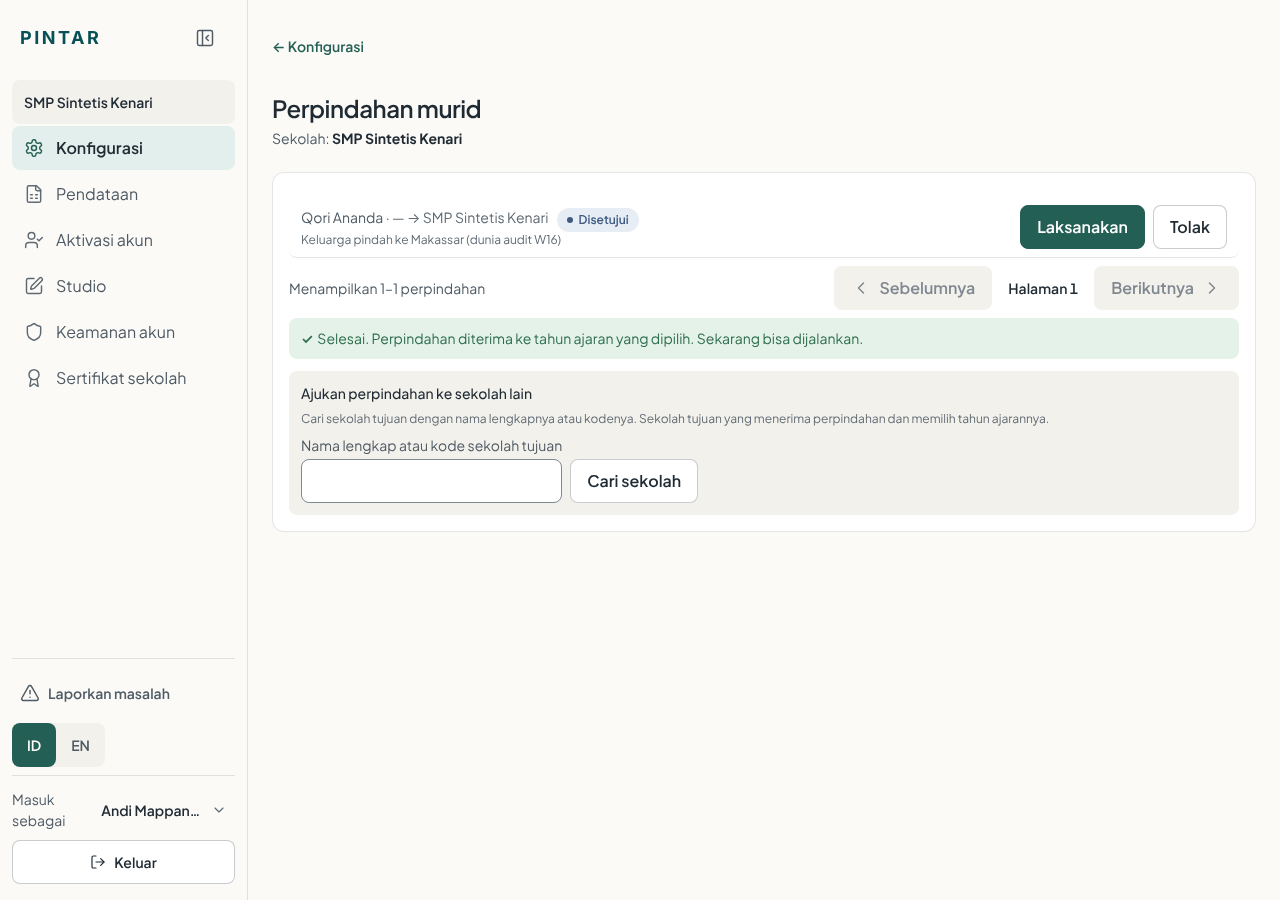 PINTAR
SMP Sintetis Kenari
Konfigurasi
Pendataan
Aktivasi akun
Studio
Keamanan akun
Sertifikat sekolah
Laporkan masalah
ID EN
Masuk sebagai
Andi Mappan…
Keluar
← Konfigurasi
Perpindahan murid
Sekolah: SMP Sintetis Kenari
Qori Ananda · — → SMP Sintetis Kenari Disetujui
Keluarga pindah ke Makassar (dunia audit W16)
Laksanakan Tolak
Menampilkan 1–1 perpindahan
Sebelumnya Halaman 1 Berikutnya
✓ Selesai. Perpindahan diterima ke tahun ajaran yang dipilih. Sekarang bisa dijalankan.
Ajukan perpindahan ke sekolah lain
Cari sekolah tujuan dengan nama lengkapnya atau kodenya. Sekolah tujuan yang menerima perpindahan dan memilih tahun ajarannya.
Nama lengkap atau kode sekolah tujuan
Cari sekolah